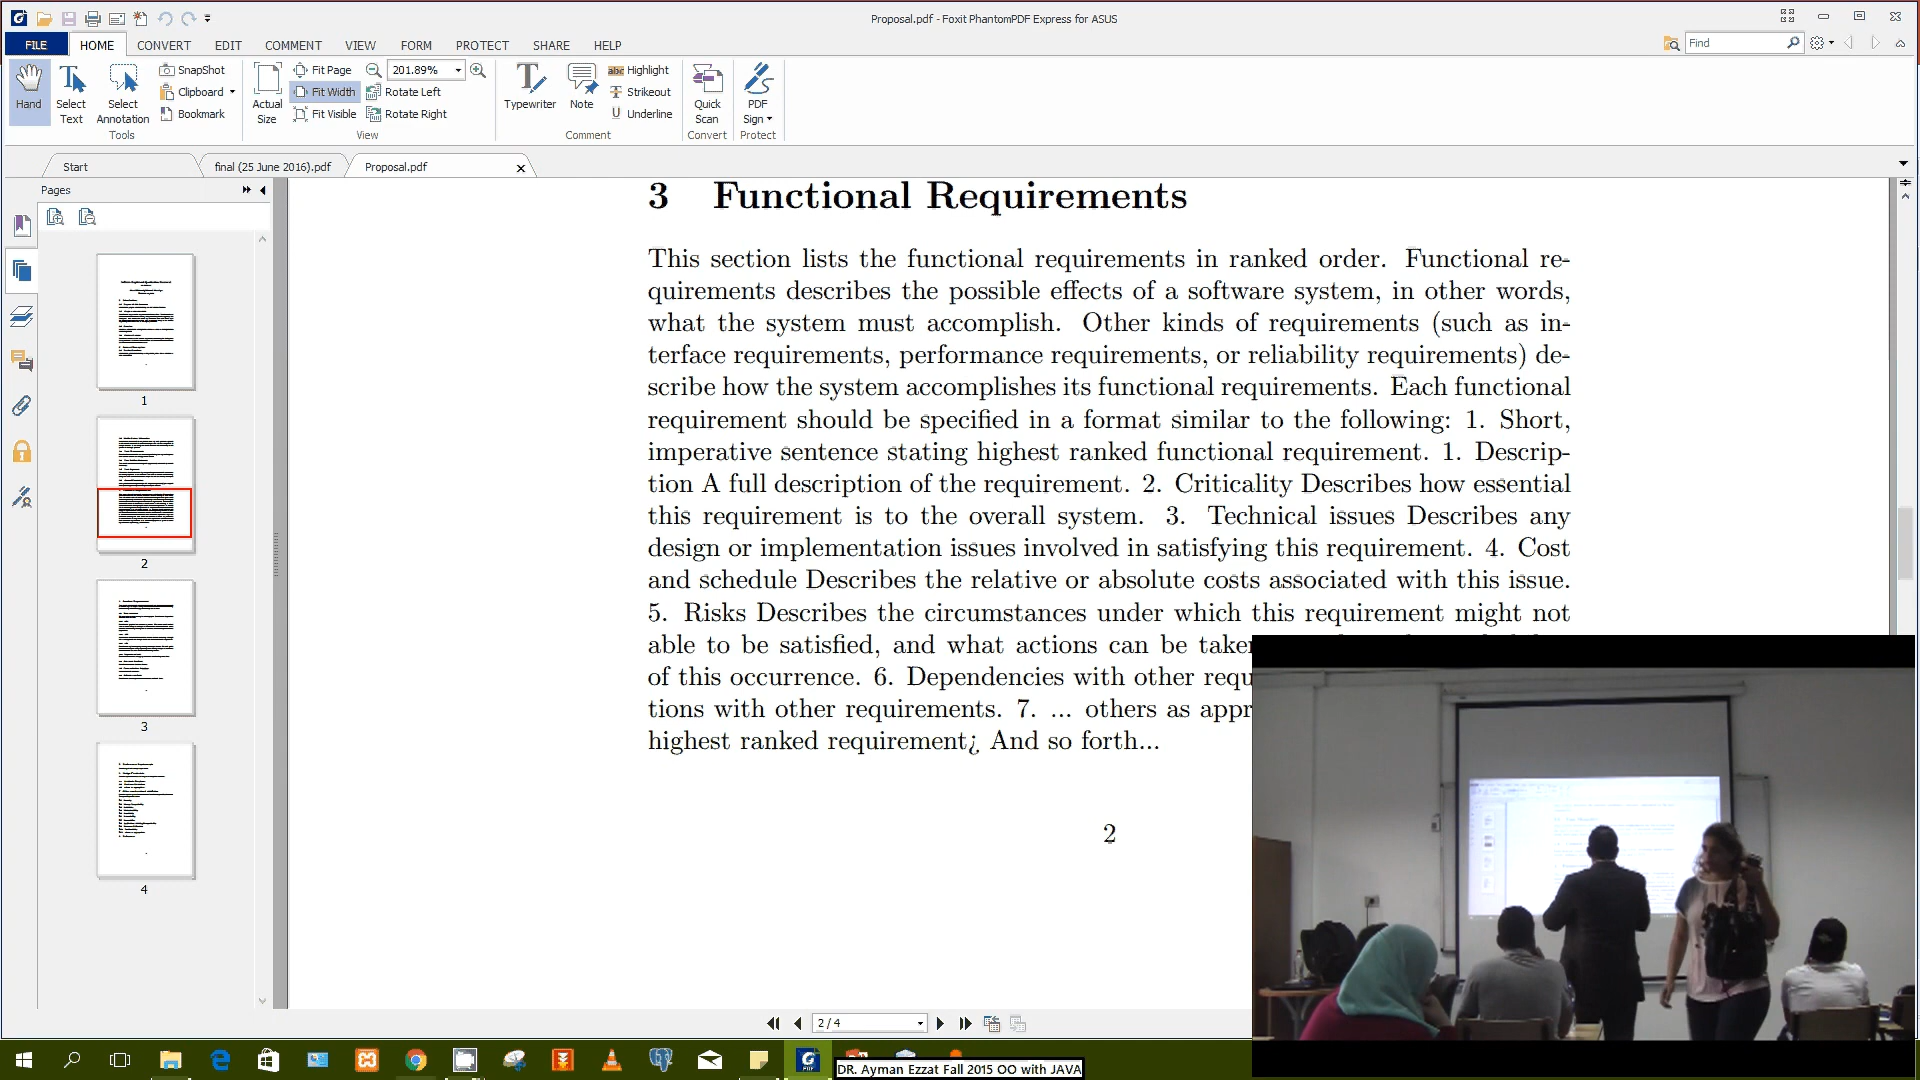 Proposal.pdf - Foxit PhantomPDF Express for ASUS
FILE HOME CONVERT EDIT COMMENT VIEW FORM PROTECT SHARE HELP
Find
Hand
Select Text
Select Annotation
SnapShot
Clipboard
Bookmark
Tools
Actual Size
Fit Page
Fit Width
Fit Visible
201.89%
Rotate Left
Rotate Right
View
Typewriter
Note
abc Highlight
Strikeout
Underline
Comment
Quick Scan
Convert
PDF Sign
Protect
Start
final (25 June 2016).pdf
Proposal.pdf
Pages
1
2
3
4
3 Functional Requirements
This section lists the functional requirements in ranked order. Functional re-
quirements describes the possible effects of a software system, in other words,
what the system must accomplish. Other kinds of requirements (such as in-
terface requirements, performance requirements, or reliability requirements) de-
scribe how the system accomplishes its functional requirements. Each functional
requirement should be specified in a format similar to the following: 1. Short,
imperative sentence stating highest ranked functional requirement. 1. Descrip-
tion A full description of the requirement. 2. Criticality Describes how essential
this requirement is to the overall system. 3. Technical issues Describes any
design or implementation issues involved in satisfying this requirement. 4. Cost
and schedule Describes the relative or absolute costs associated with this issue.
5. Risks Describes the circumstances under which this requirement might not
able to be satisfied, and what actions can be taken
of this occurrence. 6. Dependencies with other requ
tions with other requirements. 7. ... others as appr
highest ranked requirement¿ And so forth...
2
2 / 4
DR. Ayman Ezzat Fall 2015 OO with JAVA